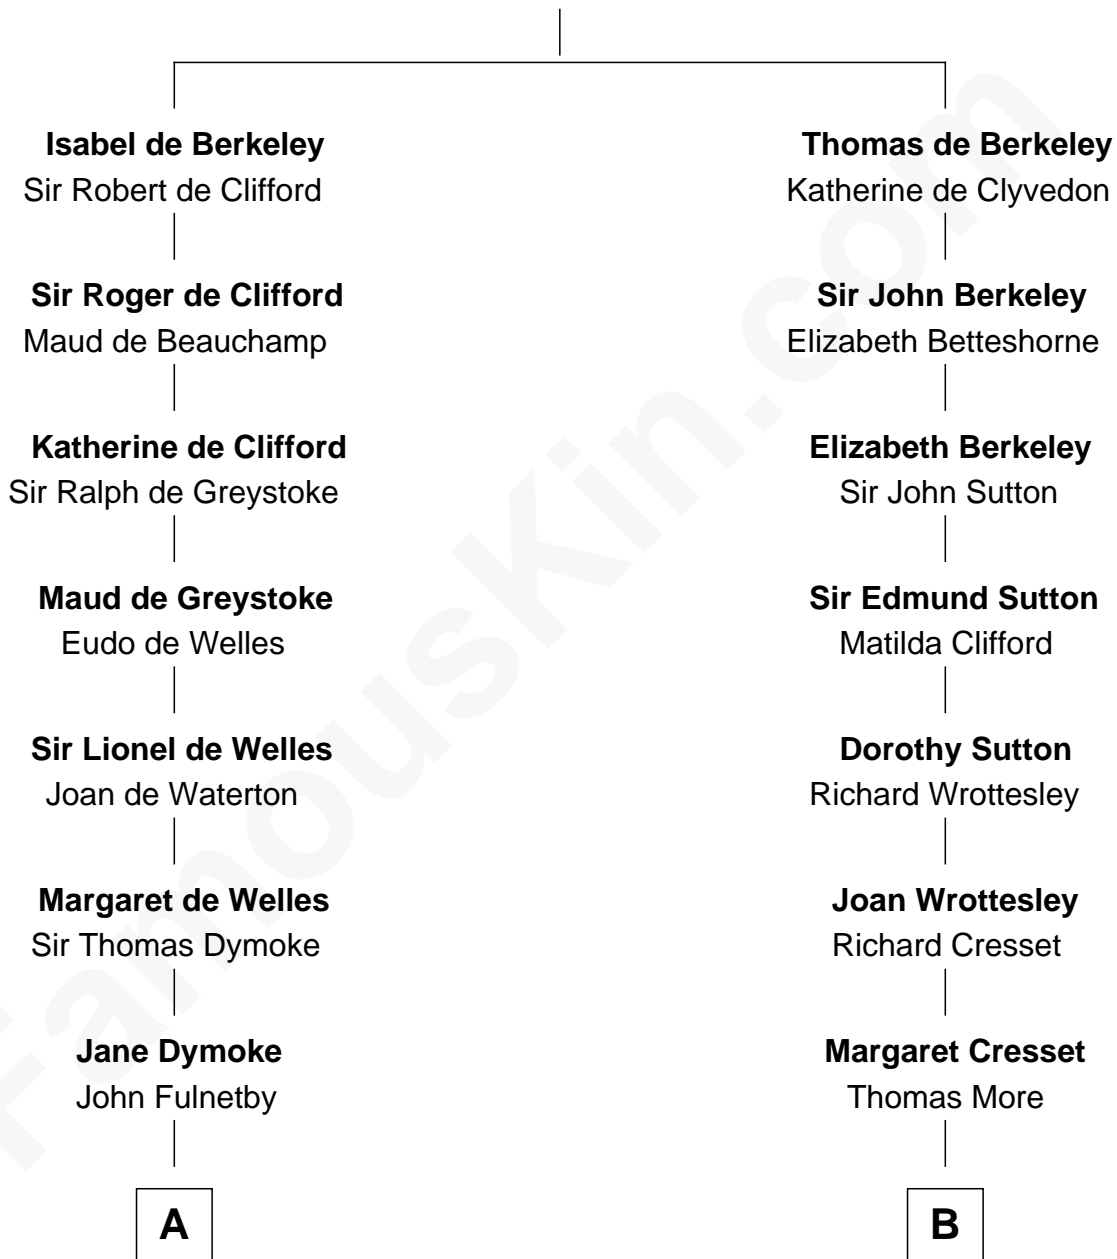 Isabel de Berkeley
Sir Robert de Clifford
Sir Roger de Clifford
Maud de Beauchamp
Katherine de Clifford
Sir Ralph de Greystoke
Maud de Greystoke
Eudo de Welles
Sir Lionel de Welles
Joan de Waterton
Margaret de Welles
Sir Thomas Dymoke
Jane Dymoke
John Fulnetby
A
Thomas de Berkeley
Katherine de Clyvedon
Sir John Berkeley
Elizabeth Betteshorne
Elizabeth Berkeley
Sir John Sutton
Sir Edmund Sutton
Matilda Clifford
Dorothy Sutton
Richard Wrottesley
Joan Wrottesley
Richard Cresset
Margaret Cresset
Thomas More
B
FamousKin.com